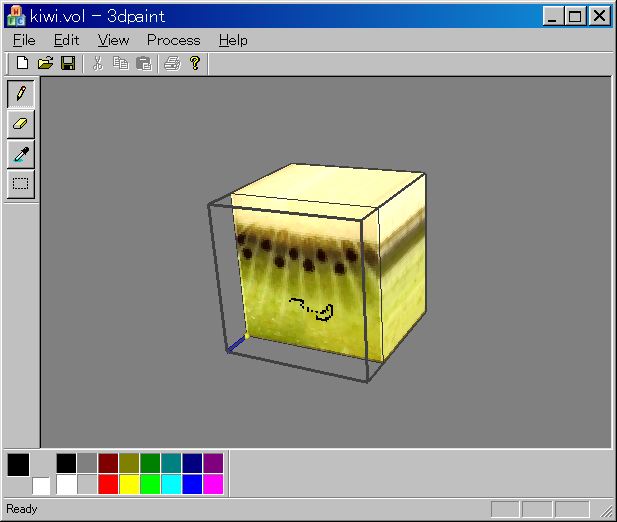 kiwi.vol - 3dpaint
File Edit View Process Help
Ready